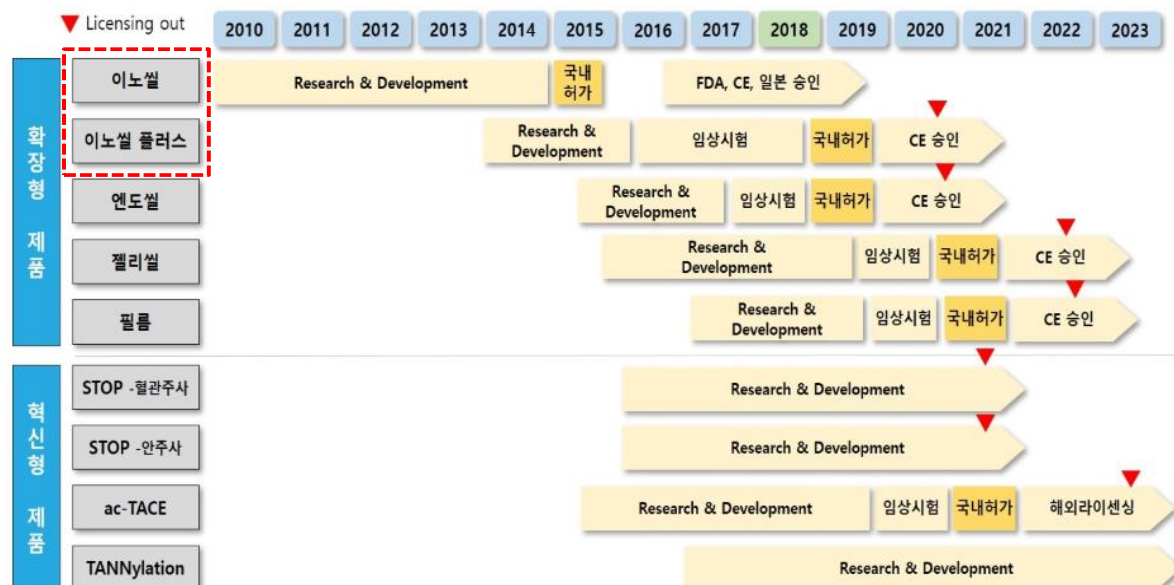 ▼ Licensing out
2010 2011 2012 2013 2014 2015 2016 2017 2018 2019 2020 2021 2022 2023
확장형 제품
이노씰
Research & Development
국내
허가
FDA, CE, 일본 승인
이노씰 플러스
Research &
Development
임상시험
국내허가
CE 승인
엔도씰
Research &
Development
임상시험
국내허가
CE 승인
젤리씰
Research &
Development
임상시험
국내허가
CE 승인
필름
Research &
Development
임상시험
국내허가
CE 승인
혁신형 제품
STOP -혈관주사
Research & Development
STOP -안주사
Research & Development
ac-TACE
Research & Development
임상시험
국내허가
해외라이센싱
TANNylation
Research & Development